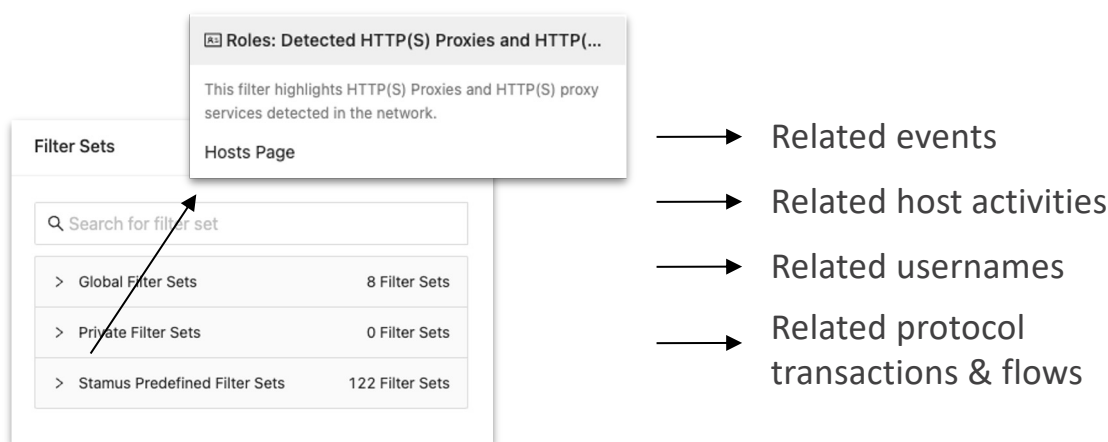 Roles: Detected HTTP(S) Proxies and HTTP(...
This filter highlights HTTP(S) Proxies and HTTP(S) proxy
services detected in the network.
Hosts Page
Filter Sets
Search for filter set
Global Filter Sets 8 Filter Sets
Private Filter Sets 0 Filter Sets
Stamus Predefined Filter Sets 122 Filter Sets
Related events
Related host activities
Related usernames
Related protocol
transactions & flows